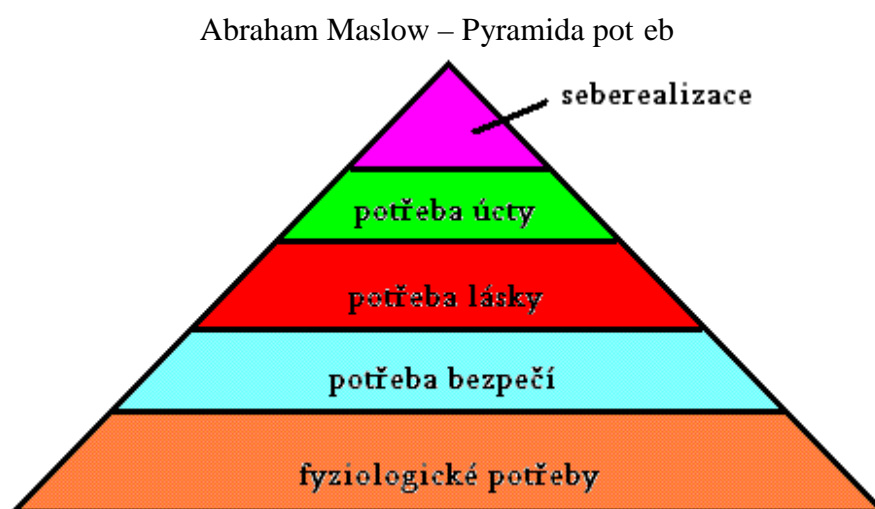 Abraham Maslow – Pyramida pot eb
seberealizace
potřeba úcty
potřeba lásky
potřeba bezpečí
fyziologické potřeby